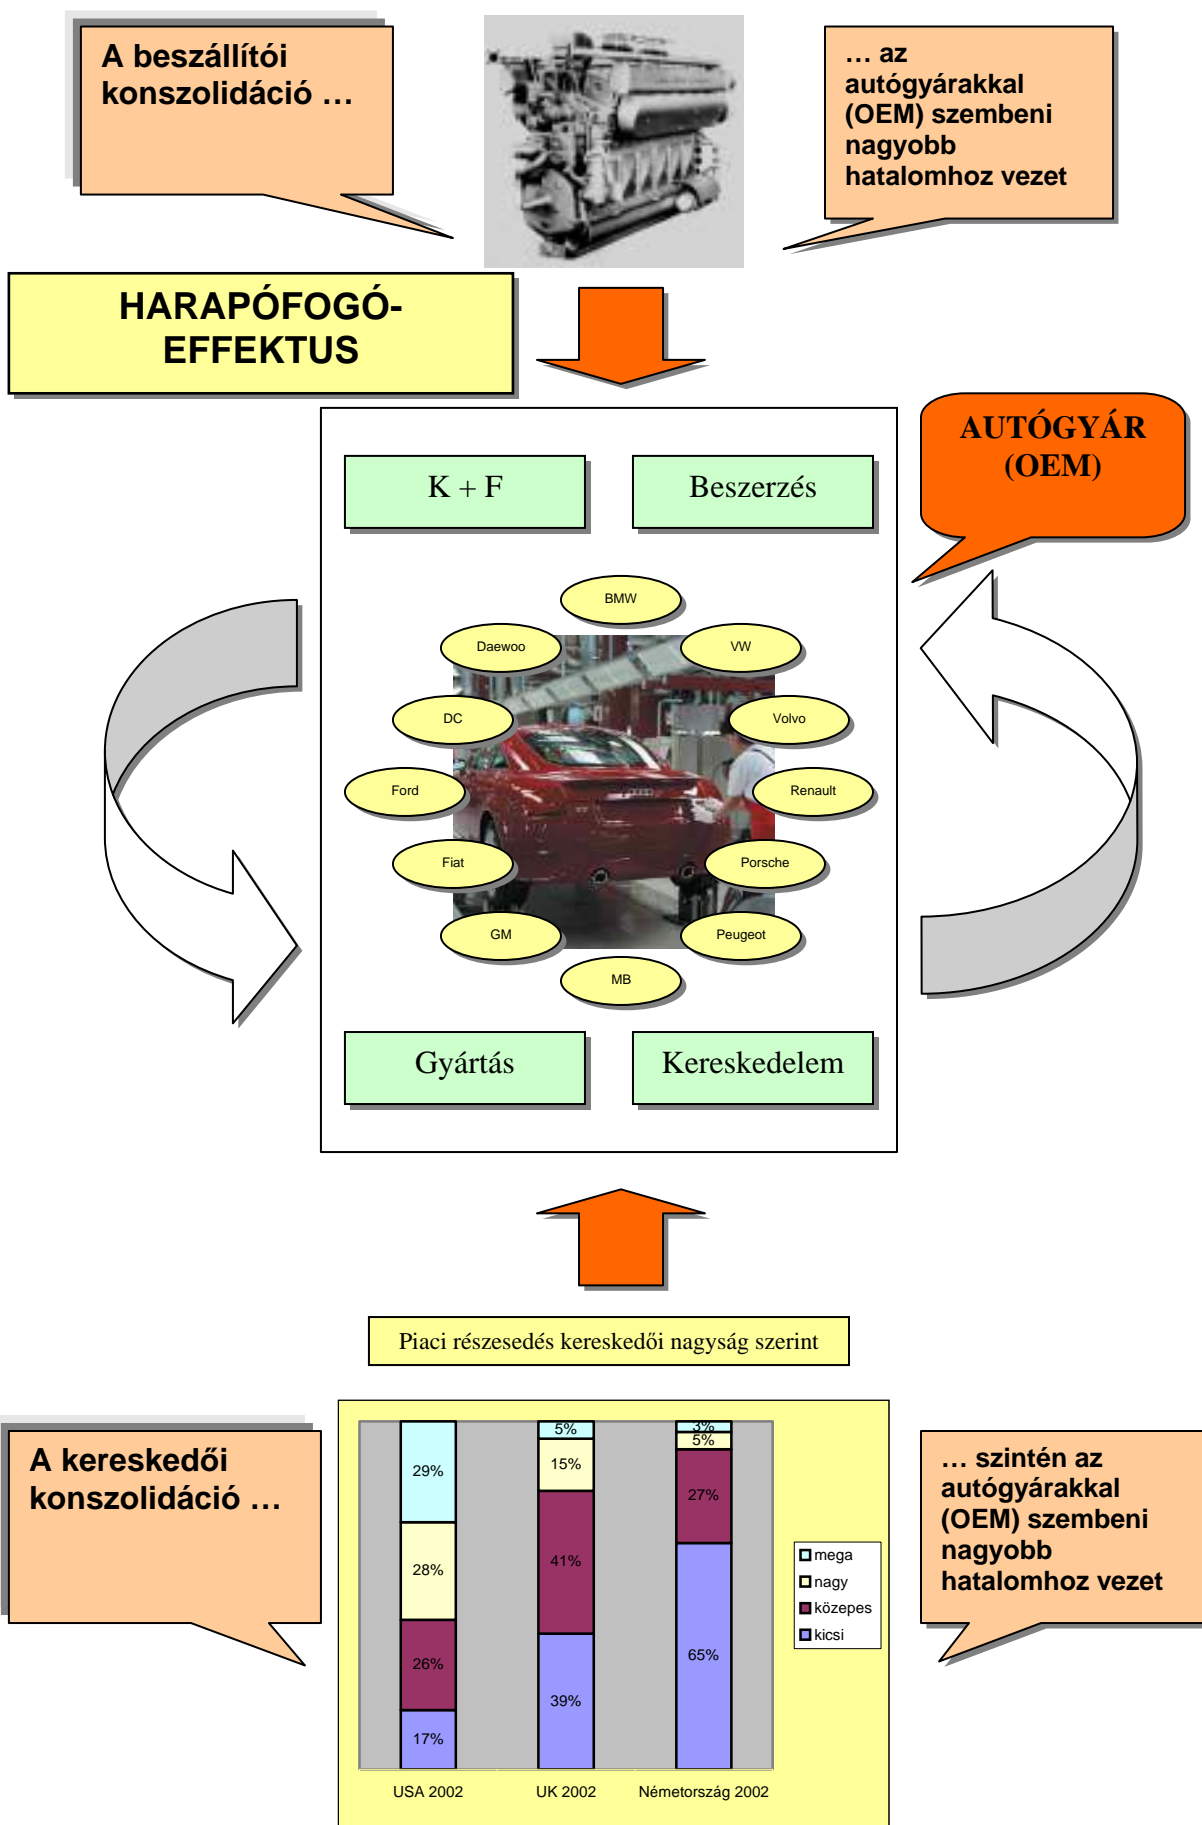 A beszállítói
konszolidáció …
… az
autógyárakkal
(OEM) szembeni
nagyobb
hatalomhoz vezet
HARAPÓFOGÓ-
EFFEKTUS
AUTÓGYÁR
(OEM)
K + F
Beszerzés
BMW
Daewoo
VW
DC
Volvo
Ford
Renault
Fiat
Porsche
GM
Peugeot
MB
Gyártás
Kereskedelem
Piaci részesedés kereskedői nagyság szerint
A kereskedői
konszolidáció …
29%
28%
26%
17%
5%
15%
41%
39%
3%
5%
27%
65%
USA 2002
UK 2002
Németország 2002
mega
nagy
közepes
kicsi
… szintén az
autógyárakkal
(OEM) szembeni
nagyobb
hatalomhoz vezet